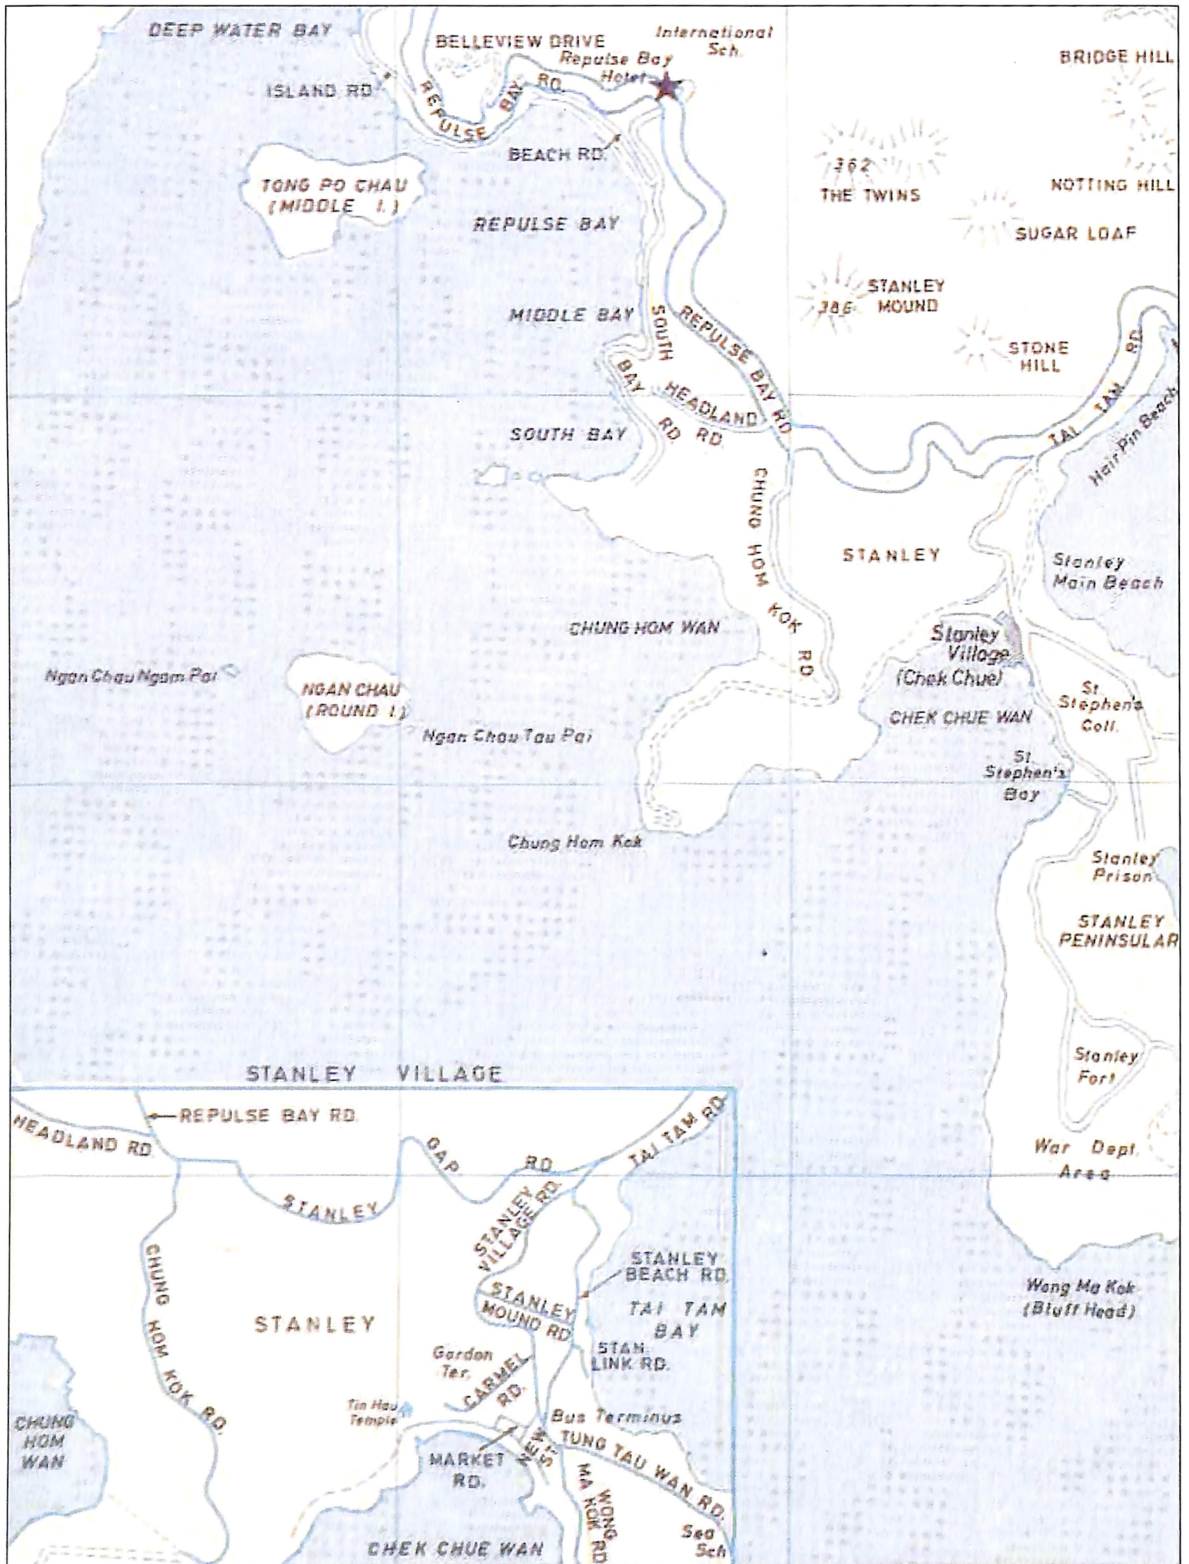 DEEP WATER BAY
BELLEVIEW DRIVE
International
Sch.
Repulse Bay
Hotel
BRIDGE HILL
ISLAND RD
REPULSE BAY RD.
BEACH RD.
362
THE TWINS
NOTTING HILL
TONG PO CHAU
(MIDDLE I.)
REPULSE BAY
SUGAR LOAF
STANLEY
MOUND
386
MIDDLE BAY
STONE
HILL
SOUTH BAY RD
REPULSE BAY RD
HEADLAND RD.
TAI TAM RD.
Hair Pin Beach
SOUTH BAY
CHUNG HOM KOK RD
STANLEY
Stanley
Main Beach
CHUNG HOM WAN
Stanley
Village
(Chek Chue)
Ngan Chau Ngam Pai
NGAN CHAU
(ROUND I.)
St.
Stephen's
Coll.
CHEK CHUE WAN
Ngan Chau Tau Pai
St.
Stephen's
Bay
Chung Hom Kok
Stanley
Prison
STANLEY
PENINSULAR
Stanley
Fort
War Dept.
Area
Wong Ma Kok
(Bluff Head)
STANLEY VILLAGE
REPULSE BAY RD.
HEADLAND RD.
STANLEY GAP RD.
TAI TAM RD.
STANLEY
VILLAGE RD.
CHUNG HOM KOK RD.
STANLEY
BEACH RD.
STANLEY
MOUND RD.
TAI TAM
BAY
STANLEY
STAN.
LINK RD.
Gordon
Ter.
CARMEL
RD.
Tin Hau
Temple
Bus Terminus
CHUNG
HOM
WAN
MARKET
RD.
NEW
ST.
TUNG TAU WAN RD.
WONG
MA KOK RD.
Sea
Sch
CHEK CHUE WAN